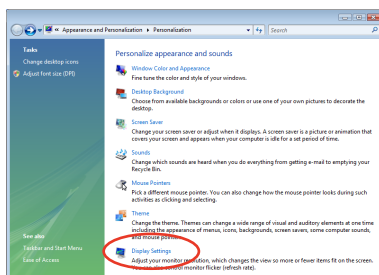 « Appearance and Personalization ▸ Personalization
Search
Tasks
Change desktop icons
Adjust font size (DPI)
Personalize appearance and sounds
Window Color and Appearance
Fine tune the color and style of your windows.
Desktop Background
Choose from available backgrounds or colors or use one of your own pictures to decorate the
desktop.
Screen Saver
Change your screen saver or adjust when it displays. A screen saver is a picture or animation that
covers your screen and appears when your computer is idle for a set period of time.
Sounds
Change which sounds are heard when you do everything from getting e-mail to emptying your
Recycle Bin.
Mouse Pointers
Pick a different mouse pointer. You can also change how the mouse pointer looks during such
activities as clicking and selecting.
Theme
Change the theme. Themes can change a wide range of visual and auditory elements at one time
including the appearance of menus, icons, backgrounds, screen savers, some computer sounds,
and mouse pointers.
See also
Taskbar and Start Menu
Ease of Access
Display Settings
Adjust your monitor resolution, which changes the view so more or fewer items fit on the screen.
You can also control monitor flicker (refresh rate).